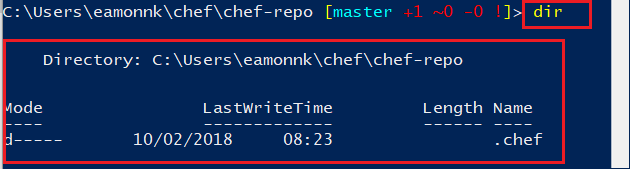 C:\Users\eamonnk\chef\chef-repo [master +1 ~0 -0 !]> dir
Directory: C:\Users\eamonnk\chef\chef-repo
Mode LastWriteTime Length Name
---- ------------- ------ ----
d----- 10/02/2018 08:23 .chef